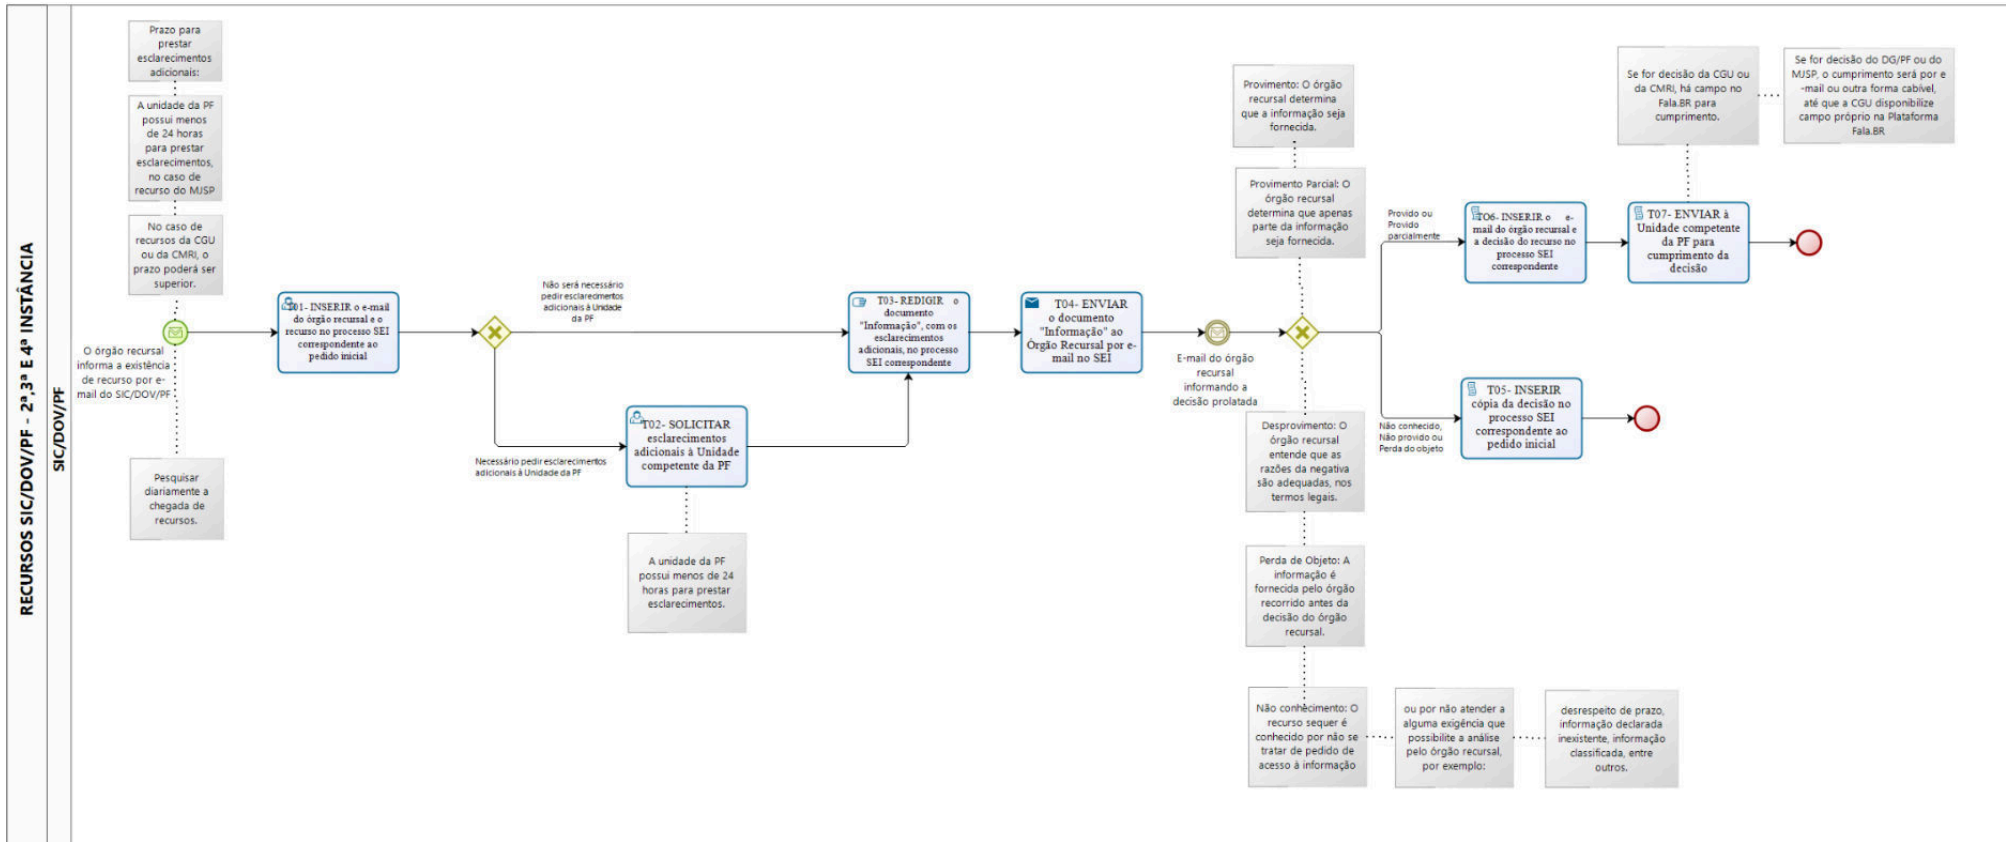 RECURSOS SIC/DOV/PF - 2ª,3ª E 4ª INSTÂNCIA
SIC/DOV/PF
Prazo para
prestar
esclarecimentos
adicionais:
A unidade da PF
possui menos
de 24 horas
para prestar
esclarecimentos,
no caso de
recurso do MJSP
No caso de
recursos da CGU
ou da CMRI, o
prazo poderá ser
superior.
O órgão recursal
informa a existência
de recurso por e-
mail do SIC/DOV/PF
Pesquisar
diariamente a
chegada de
recursos.
T01- INSERIR o e-mail
do órgão recursal e o
recurso no processo SEI
correspondente ao
pedido inicial
Não será necessário
pedir esclarecimentos
adicionais à Unidade
da PF
Necessário pedir esclarecimentos
adicionais à Unidade da PF
T02- SOLICITAR
esclarecimentos
adicionais à Unidade
competente da PF
A unidade da PF
possui menos de 24
horas para prestar
esclarecimentos.
T03- REDIGIR o
documento
"Informação", com os
esclarecimentos
adicionais, no processo
SEI correspondente
T04- ENVIAR
o documento
"Informação" ao
Órgão Recursal por e-
mail no SEI
E-mail do órgão
recursal
informando a
decisão prolatada
Provimento: O órgão
recursal determina
que a informação seja
fornecida.
Provimento Parcial: O
órgão recursal
determina que apenas
parte da informação
seja fornecida.
Desprovimento: O
órgão recursal
entende que as
razões da negativa
são adequadas, nos
termos legais.
Perda de Objeto: A
informação é
fornecida pelo órgão
recorrido antes da
decisão do órgão
recursal.
Não conhecimento: O
recurso sequer é
conhecido por não se
tratar de pedido de
acesso à informação
ou por não atender a
alguma exigência que
possibilite a análise
pelo órgão recursal,
por exemplo:
desrespeito de prazo,
informação declarada
inexistente, informação
classificada, entre
outros.
Provido ou
Provido
parcialmente
Não conhecido,
Não provido ou
Perda do objeto
TO6- INSERIR o e-
mail do órgão recursal e
a decisão do recurso no
processo SEI
correspondente
T07- ENVIAR à
Unidade competente
da PF para
cumprimento da
decisão
T05- INSERIR
cópia da decisão no
processo SEI
correspondente ao
pedido inicial
Se for decisão da CGU ou
da CMRI, há campo no
Fala.BR para
cumprimento.
Se for decisão do DG/PF ou do
MJSP, o cumprimento será por e
-mail ou outra forma cabível,
até que a CGU disponibilize
campo próprio na Plataforma
Fala.BR